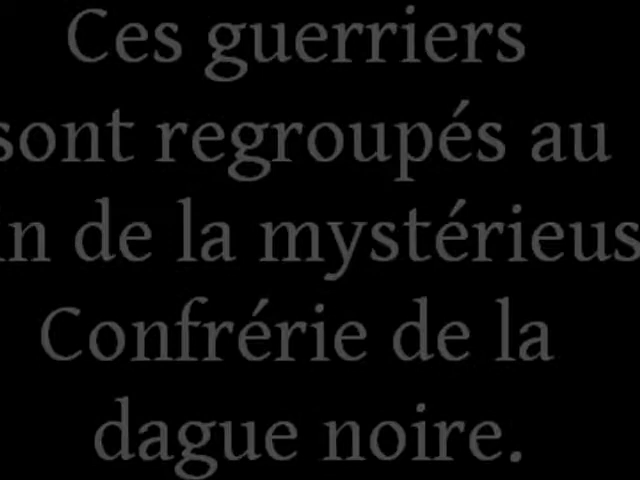 Ces guerriers
sont regroupés au
in de la mystérieus
Confrérie de la
dague noire.